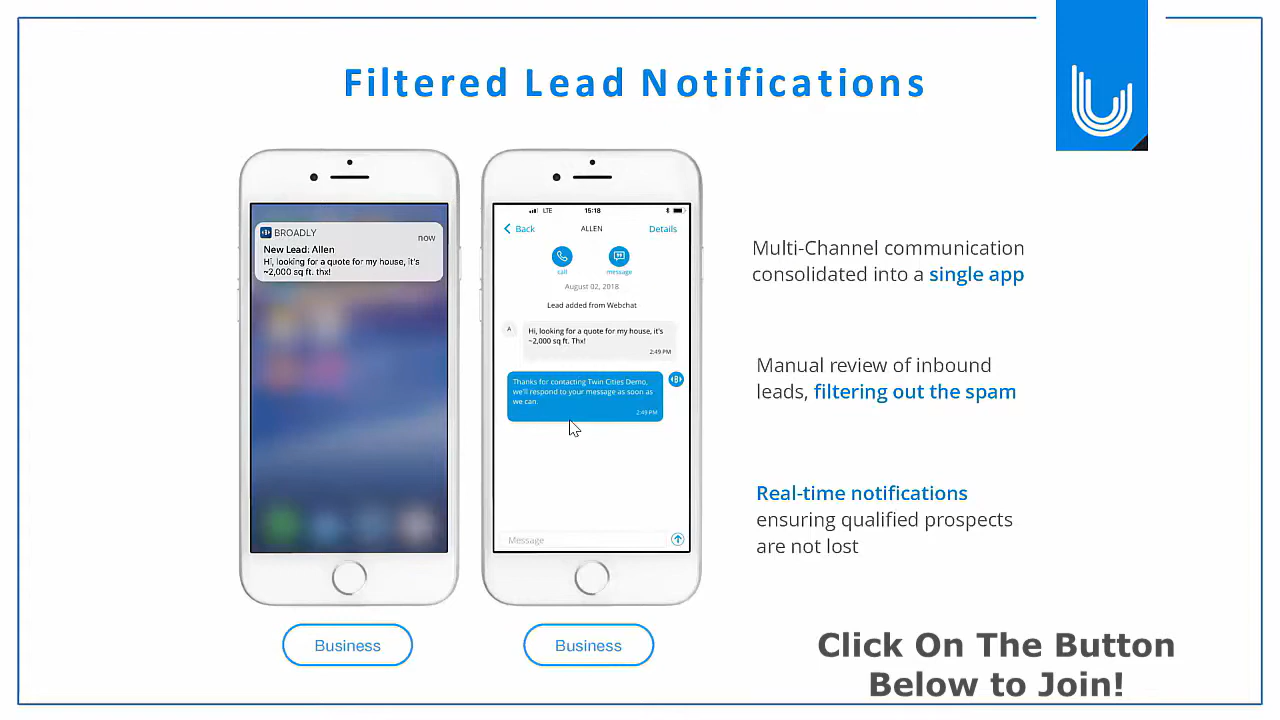 Filtered Lead Notifications
BROADLY
now
New Lead: Allen
Hi, looking for a quote for my house, it's
~2,000 sq ft. thx!
LTE
15:18
Back
ALLEN
Details
call
message
August 02, 2018
Lead added from Webchat
A
Hi, looking for a quote for my house, it's
~2,000 sq ft. Thx!
2:49 PM
Thanks for contacting Twin Cities Demo,
we'll respond to your message as soon as
we can.
2:49 PM
Message
Business
Business
Multi-Channel communication
consolidated into a single app
Manual review of inbound
leads, filtering out the spam
Real-time notifications
ensuring qualified prospects
are not lost
Click On The Button
Below to Join!